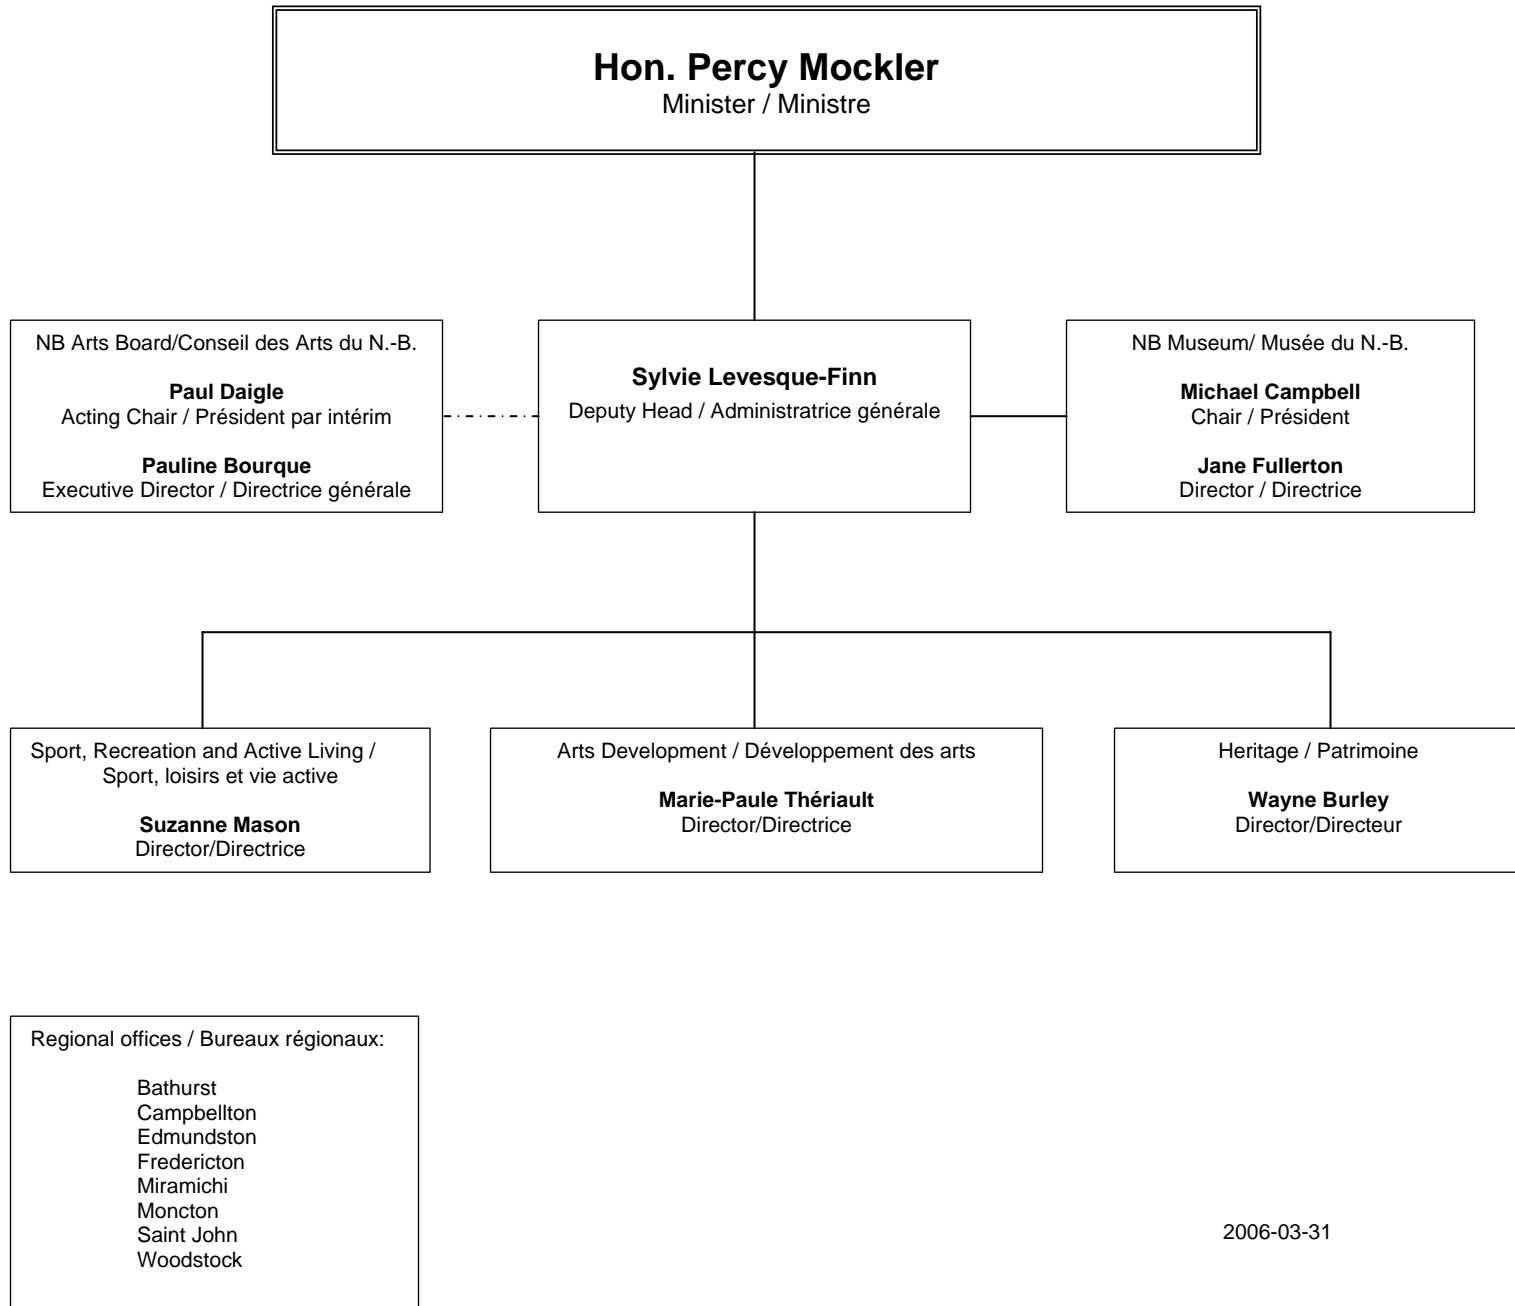 Hon. Percy Mockler
Minister / Ministre
NB Arts Board/Conseil des Arts du N.-B.
Paul Daigle
Acting Chair / Président par intérim
Pauline Bourque
Executive Director / Directrice générale
Sylvie Levesque-Finn
Deputy Head / Administratrice générale
NB Museum/ Musée du N.-B.
Michael Campbell
Chair / Président
Jane Fullerton
Director / Directrice
Sport, Recreation and Active Living /
Sport, loisirs et vie active
Suzanne Mason
Director/Directrice
Arts Development / Développement des arts
Marie-Paule Thériault
Director/Directrice
Heritage / Patrimoine
Wayne Burley
Director/Directeur
Regional offices / Bureaux régionaux:
Bathurst
Campbellton
Edmundston
Fredericton
Miramichi
Moncton
Saint John
Woodstock
2006-03-31